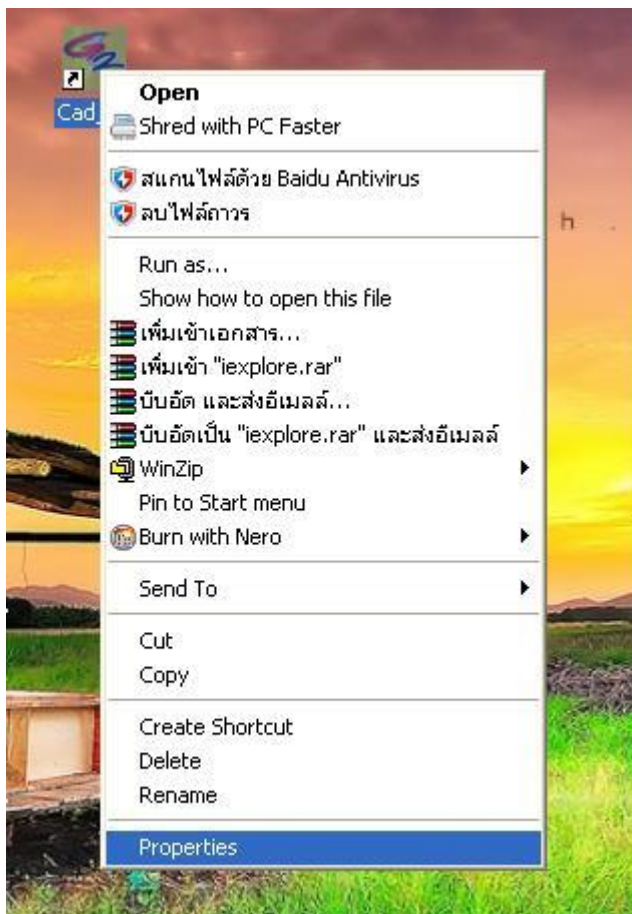 G2
Cad_
Open
Shred with PC Faster
สแกนไฟล์ด้วย Baidu Antivirus
ลบไฟล์ถาวร
h .
Run as...
Show how to open this file
เพิ่มเข้าเอกสาร...
เพิ่มเข้า "iexplore.rar"
บีบอัด และส่งอีเมลล์...
บีบอัดเป็น "iexplore.rar" และส่งอีเมลล์
WinZip
Pin to Start menu
Burn with Nero
Send To
Cut
Copy
Create Shortcut
Delete
Rename
Properties